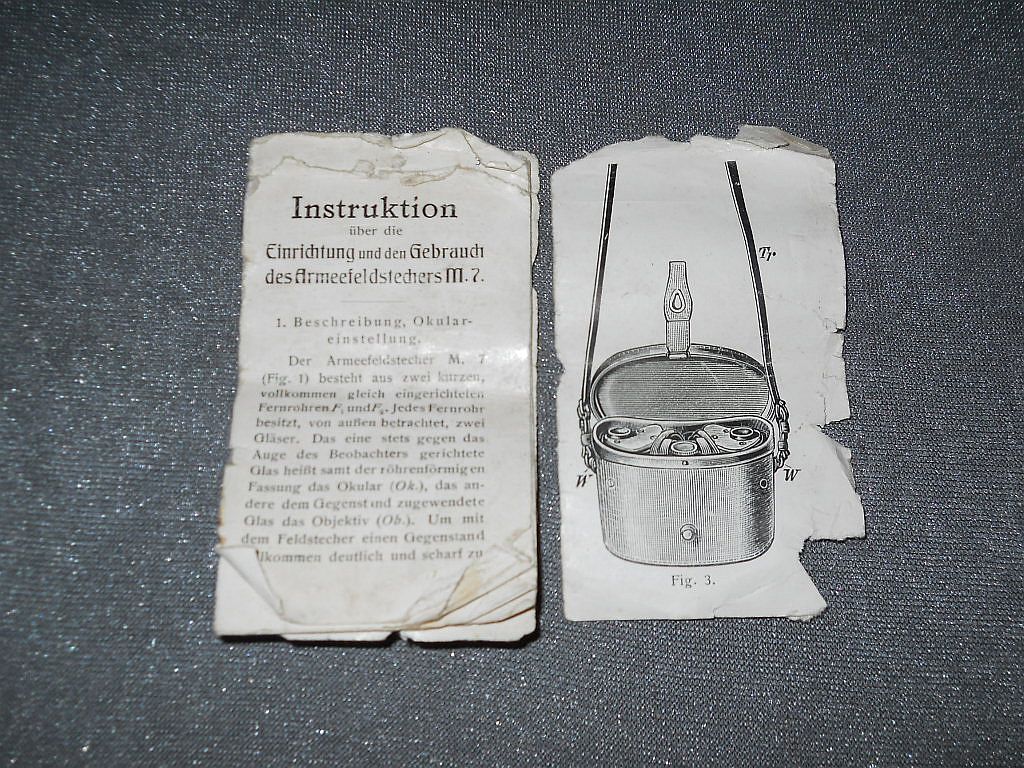 Instruktion
über die
Einrichtung und den Gebrauch
des Armeefeldstechers M. 7.
1. Beschreibung, Okular-
einstellung.
Der Armeefeldstecher M. 7
(Fig. 1) besteht aus zwei kurzen,
vollkommen gleich eingerichteten
Fernrohren F₁ und F₂. Jedes Fernrohr
besitzt, von außen betrachtet, zwei
Gläser. Das eine stets gegen das
Auge des Beobachters gerichtete
Glas heißt samt der röhrenförmigen
Fassung das Okular (Ok.), das an-
dere dem Gegenstand zugewendete
Glas das Objektiv (Ob.). Um mit
dem Feldstecher einen Gegenstand
llkommen deutlich und scharf zu
Tr.
W
W
Fig. 3.